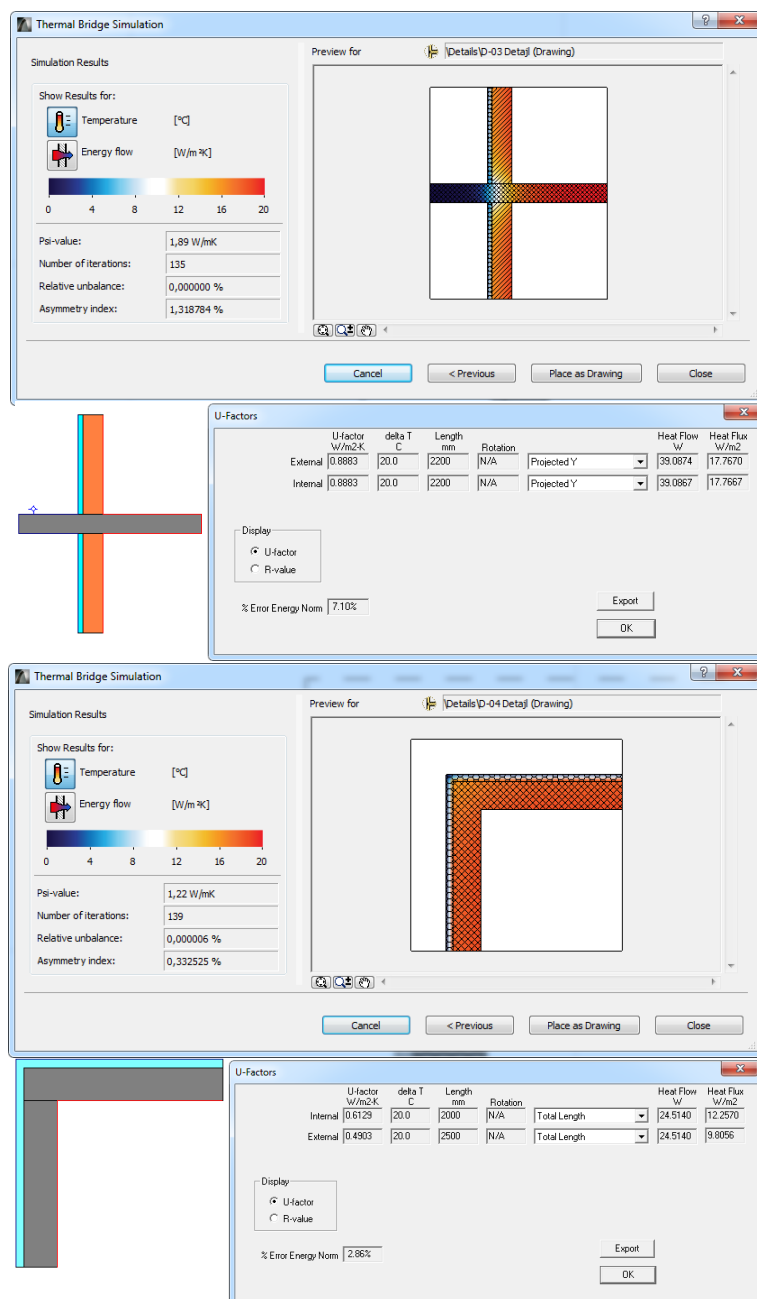 Thermal Bridge Simulation
Simulation Results
Preview for \Details\D-03 Detajl (Drawing)
Show Results for:
Temperature [°C]
Energy flow [W/m²K]
0 4 8 12 16 20
Psi-value: 1,89 W/mK
Number of iterations: 135
Relative unbalance: 0,000000 %
Asymmetry index: 1,318784 %
Cancel < Previous Place as Drawing Close
U-Factors
U-factor delta T Length Heat Flow Heat Flux
W/m2-K C mm Rotation W W/m2
External 0.8883 20.0 2200 N/A Projected Y 39.0874 17.7670
Internal 0.8883 20.0 2200 N/A Projected Y 39.0867 17.7667
Display
U-factor
R-value
% Error Energy Norm 7.10%
Export
OK
Thermal Bridge Simulation
Simulation Results
Preview for \Details\D-04 Detajl (Drawing)
Show Results for:
Temperature [°C]
Energy flow [W/m²K]
0 4 8 12 16 20
Psi-value: 1,22 W/mK
Number of iterations: 139
Relative unbalance: 0,000006 %
Asymmetry index: 0,332525 %
Cancel < Previous Place as Drawing Close
U-Factors
U-factor delta T Length Heat Flow Heat Flux
W/m2-K C mm Rotation W W/m2
Internal 0.6129 20.0 2000 N/A Total Length 24.5140 12.2570
External 0.4903 20.0 2500 N/A Total Length 24.5140 9.8056
Display
U-factor
R-value
% Error Energy Norm 2.86%
Export
OK